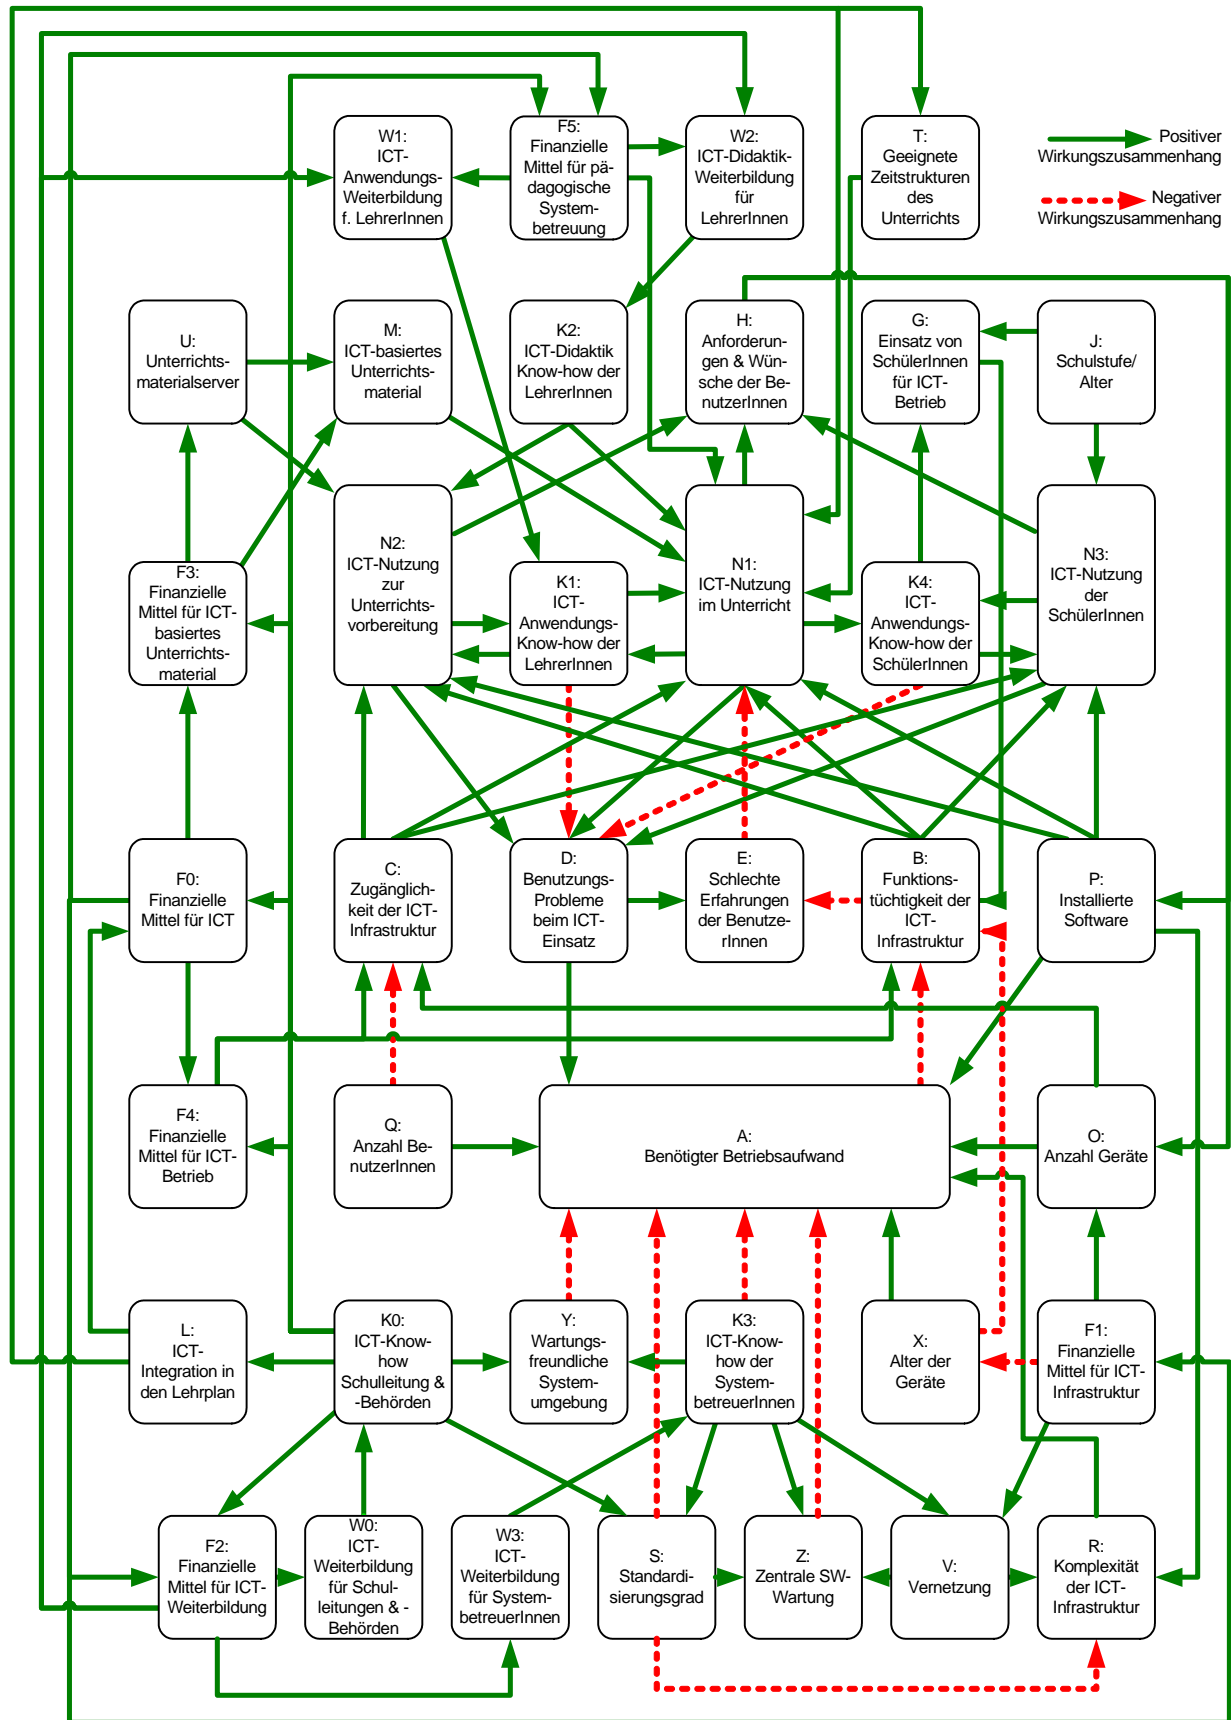 W1:
ICT-
Anwendungs-
Weiterbildung
f. LehrerInnen
F5:
Finanzielle
Mittel für pä-
dagogische
System-
betreuung
W2:
ICT-Didaktik-
Weiterbildung
für
LehrerInnen
T:
Geeignete
Zeitstrukturen
des
Unterrichts
Positiver
Wirkungszusammenhang
Negativer
Wirkungszusammenhang
U:
Unterrichts-
materialserver
M:
ICT-basiertes
Unterrichts-
material
K2:
ICT-Didaktik
Know-how der
LehrerInnen
H:
Anforderun-
gen & Wün-
sche der Be-
nutzerInnen
G:
Einsatz von
SchülerInnen
für ICT-
Betrieb
J:
Schulstufe/
Alter
F3:
Finanzielle
Mittel für ICT-
basiertes
Unterrichts-
material
N2:
ICT-Nutzung
zur
Unterrichts-
vorbereitung
K1:
ICT-
Anwendungs-
Know-how der
LehrerInnen
N1:
ICT-Nutzung
im Unterricht
K4:
ICT-
Anwendungs-
Know-how der
SchülerInnen
N3:
ICT-Nutzung
der
SchülerInnen
F0:
Finanzielle
Mittel für ICT
C:
Zugänglich-
keit der ICT-
Infrastruktur
D:
Benutzungs-
Probleme
beim ICT-
Einsatz
E:
Schlechte
Erfahrungen
der Benutze-
rInnen
B:
Funktions-
tüchtigkeit der
ICT-
Infrastruktur
P:
Installierte
Software
F4:
Finanzielle
Mittel für ICT-
Betrieb
Q:
Anzahl Be-
nutzerInnen
A:
Benötigter Betriebsaufwand
O:
Anzahl Geräte
L:
ICT-
Integration in
den Lehrplan
K0:
ICT-Know-
how
Schulleitung &
-Behörden
Y:
Wartungs-
freundliche
System-
umgebung
K3:
ICT-Know-
how der
System-
betreuerInnen
X:
Alter der
Geräte
F1:
Finanzielle
Mittel für ICT-
Infrastruktur
F2:
Finanzielle
Mittel für ICT-
Weiterbildung
W0:
ICT-
Weiterbildung
für Schul-
leitungen & -
Behörden
W3:
ICT-
Weiterbildung
für System-
betreuerInnen
S:
Standardi-
sierungsgrad
Z:
Zentrale SW-
Wartung
V:
Vernetzung
R:
Komplexität
der ICT-
Infrastruktur